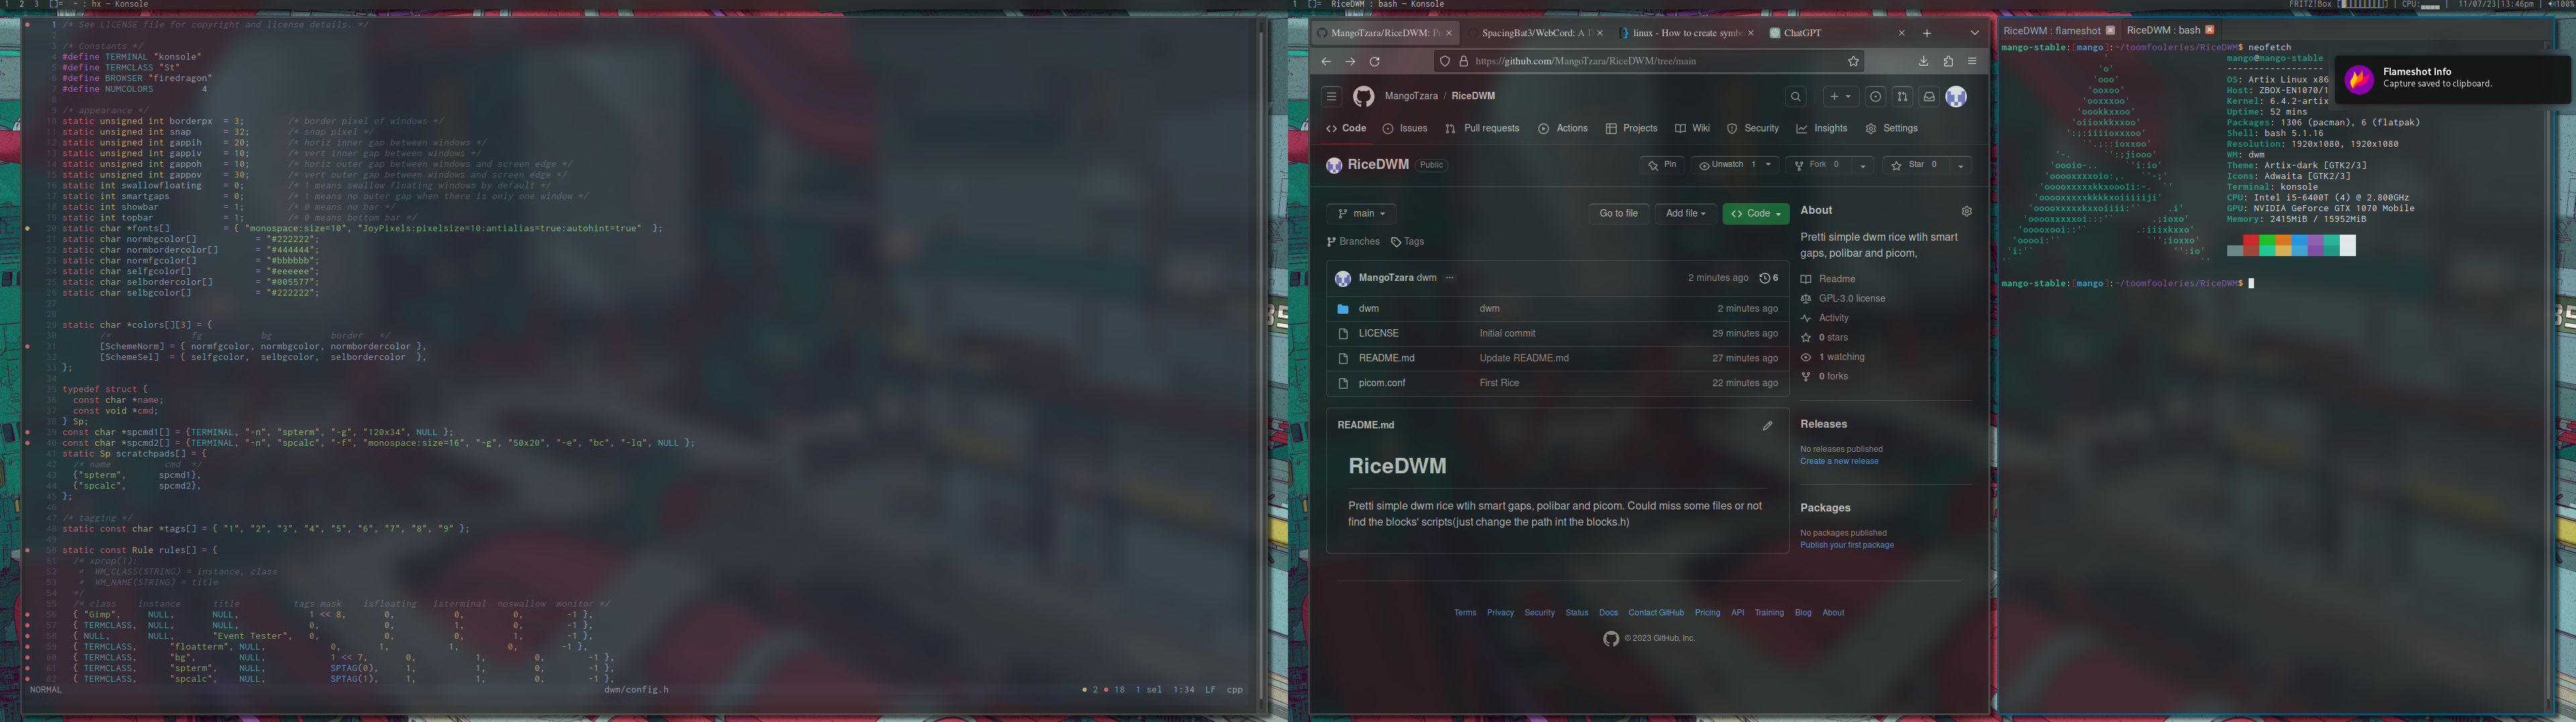 1 2 3 []= ~ : hx — Konsole
1 []= RiceDWM : bash — Konsole
FRITZ!Box | CPU: | 11/07/23|13:46pm | 100%
1 /* See LICENSE file for copyright and license details. */
2
3 /* Constants */
4 #define TERMINAL "konsole"
5 #define TERMCLASS "St"
6 #define BROWSER "firedragon"
7 #define NUMCOLORS 4
8
9 /* appearance */
10 static unsigned int borderpx = 3; /* border pixel of windows */
11 static unsigned int snap = 32; /* snap pixel */
12 static unsigned int gappih = 20; /* horiz inner gap between windows */
13 static unsigned int gappiv = 10; /* vert inner gap between windows */
14 static unsigned int gappoh = 10; /* horiz outer gap between windows and screen edge */
15 static unsigned int gappov = 30; /* vert outer gap between windows and screen edge */
16 static int swallowfloating = 0; /* 1 means swallow floating windows by default */
17 static int smartgaps = 0; /* 1 means no outer gap when there is only one window */
18 static int showbar = 1; /* 0 means no bar */
19 static int topbar = 1; /* 0 means bottom bar */
20 static char *fonts[] = { "monospace:size=10", "JoyPixels:pixelsize=10:antialias=true:autohint=true" };
21 static char normbgcolor[] = "#222222";
22 static char normbordercolor[] = "#444444";
23 static char normfgcolor[] = "#bbbbbb";
24 static char selfgcolor[] = "#eeeeee";
25 static char selbordercolor[] = "#005577";
26 static char selbgcolor[] = "#222222";
27
28
29 static char *colors[][3] = {
30 /* fg bg border */
31 [SchemeNorm] = { normfgcolor, normbgcolor, normbordercolor },
32 [SchemeSel] = { selfgcolor, selbgcolor, selbordercolor },
33 };
34
35 typedef struct {
36 const char *name;
37 const void *cmd;
38 } Sp;
39 const char *spcmd1[] = {TERMINAL, "-n", "spterm", "-g", "120x34", NULL };
40 const char *spcmd2[] = {TERMINAL, "-n", "spcalc", "-f", "monospace:size=16", "-g", "50x20", "-e", "bc", "-lq", NULL };
41 static Sp scratchpads[] = {
42 /* name cmd */
43 {"spterm", spcmd1},
44 {"spcalc", spcmd2},
45 };
46
47 /* tagging */
48 static const char *tags[] = { "1", "2", "3", "4", "5", "6", "7", "8", "9" };
49
50 static const Rule rules[] = {
51 /* xprop(1):
52 * WM_CLASS(STRING) = instance, class
53 * WM_NAME(STRING) = title
54 */
55 /* class instance title tags mask isfloating isterminal noswallow monitor */
56 { "Gimp", NULL, NULL, 1 << 8, 0, 0, 0, -1 },
57 { TERMCLASS, NULL, NULL, 0, 0, 1, 0, -1 },
58 { NULL, NULL, "Event Tester", 0, 0, 0, 1, -1 },
59 { TERMCLASS, "floatterm", NULL, 0, 1, 1, 0, -1 },
60 { TERMCLASS, "bg", NULL, 1 << 7, 0, 1, 0, -1 },
61 { TERMCLASS, "spterm", NULL, SPTAG(0), 1, 1, 0, -1 },
62 { TERMCLASS, "spcalc", NULL, SPTAG(1), 1, 1, 0, -1 },
NORMAL dwm/config.h 2 18 1 sel 1:34 LF cpp
MangoTzara/RiceDWM: P
SpacingBat3/WebCord: A
linux - How to create symb
ChatGPT
https://github.com/MangoTzara/RiceDWM/tree/main
MangoTzara / RiceDWM
Code Issues Pull requests Actions Projects Wiki Security Insights Settings
RiceDWM Public
Pin Unwatch 1 Fork 0 Star 0
main Go to file Add file Code
Branches Tags
MangoTzara dwm ... 2 minutes ago 6
dwm dwm 2 minutes ago
LICENSE Initial commit 29 minutes ago
README.md Update README.md 27 minutes ago
picom.conf First Rice 22 minutes ago
README.md
RiceDWM
Pretti simple dwm rice wtih smart gaps, polibar and picom. Could miss some files or not
find the blocks' scripts(just change the path int the blocks.h)
About
Pretti simple dwm rice wtih smart
gaps, polibar and picom,
Readme
GPL-3.0 license
Activity
0 stars
1 watching
0 forks
Releases
No releases published
Create a new release
Packages
No packages published
Publish your first package
Terms Privacy Security Status Docs Contact GitHub Pricing API Training Blog About
© 2023 GitHub, Inc.
RiceDWM : flameshot RiceDWM : bash
mango-stable:[mango]:~/toomfooleries/RiceDWM$ neofetch
mango@mango-stable
------------------
OS: Artix Linux x86
Host: ZBOX-EN1070/1
Kernel: 6.4.2-artix
Uptime: 52 mins
Packages: 1306 (pacman), 6 (flatpak)
Shell: bash 5.1.16
Resolution: 1920x1080, 1920x1080
WM: dwm
Theme: Artix-dark [GTK2/3]
Icons: Adwaita [GTK2/3]
Terminal: konsole
CPU: Intel i5-6400T (4) @ 2.800GHz
GPU: NVIDIA GeForce GTX 1070 Mobile
Memory: 2415MiB / 15952MiB
mango-stable:[mango]:~/toomfooleries/RiceDWM$
Flameshot Info
Capture saved to clipboard.